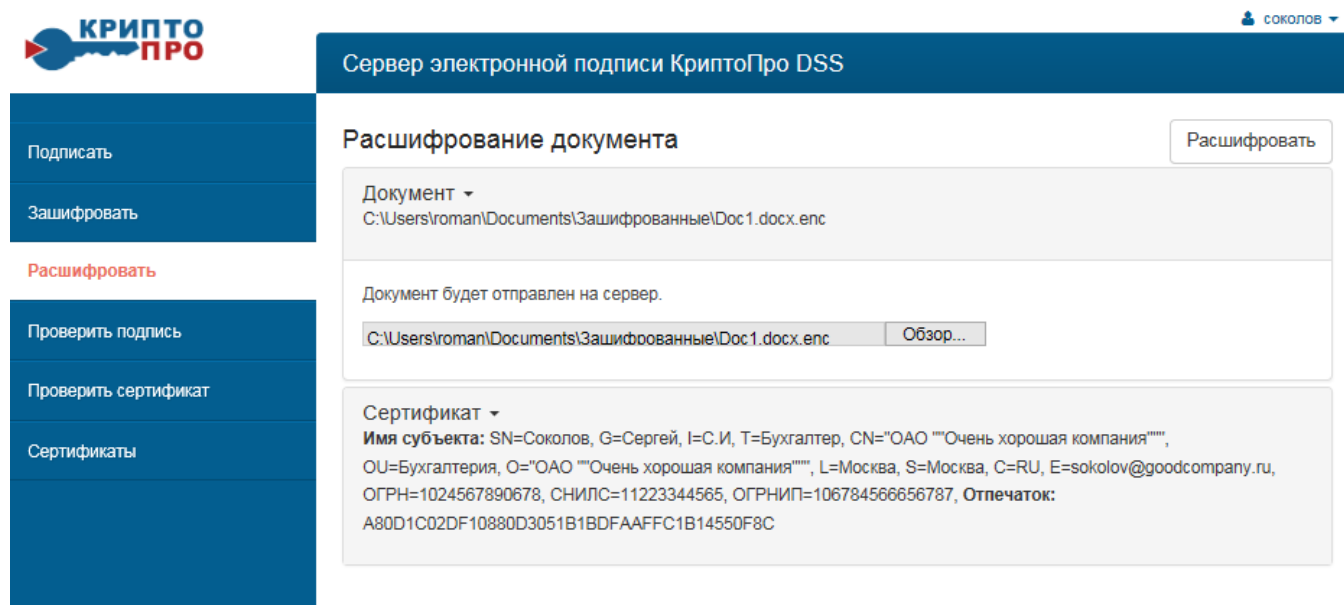 КРИПТО
ПРО
соколов
Сервер электронной подписи КриптоПро DSS
Подписать
Зашифровать
Расшифровать
Проверить подпись
Проверить сертификат
Сертификаты
Расшифрование документа
Расшифровать
Документ
C:\Users\roman\Documents\Зашифрованные\Doc1.docx.enc
Документ будет отправлен на сервер.
C:\Users\roman\Documents\Зашифрованные\Doc1.docx.enc
Обзор...
Сертификат
Имя субъекта: SN=Соколов, G=Сергей, I=С.И, T=Бухгалтер, CN="ОАО ""Очень хорошая компания""",
OU=Бухгалтерия, O="ОАО ""Очень хорошая компания""", L=Москва, S=Москва, C=RU, E=sokolov@goodcompany.ru,
ОГРН=1024567890678, СНИЛС=11223344565, ОГРНИП=106784566656787, Отпечаток:
A80D1C02DF10880D3051B1BDFAAFFC1B14550F8C